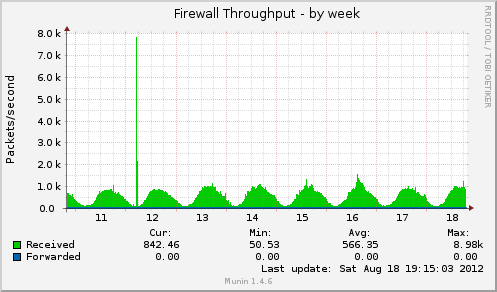 Firewall Throughput - by week
RRDTOOL / TOBI OETIKER
Packets/second
8.0 k
7.0 k
6.0 k
5.0 k
4.0 k
3.0 k
2.0 k
1.0 k
0.0
11 12 13 14 15 16 17 18
Cur: Min: Avg: Max:
Received 842.46 50.53 566.35 8.98k
Forwarded 0.00 0.00 0.00 0.00
Last update: Sat Aug 18 19:15:03 2012
Munin 1.4.6